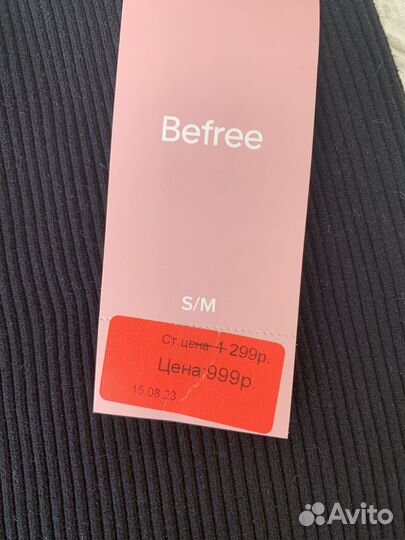 Befree
S/M
Ст.цена 1 299р.
Цена:999р.
15.08.23
Avito